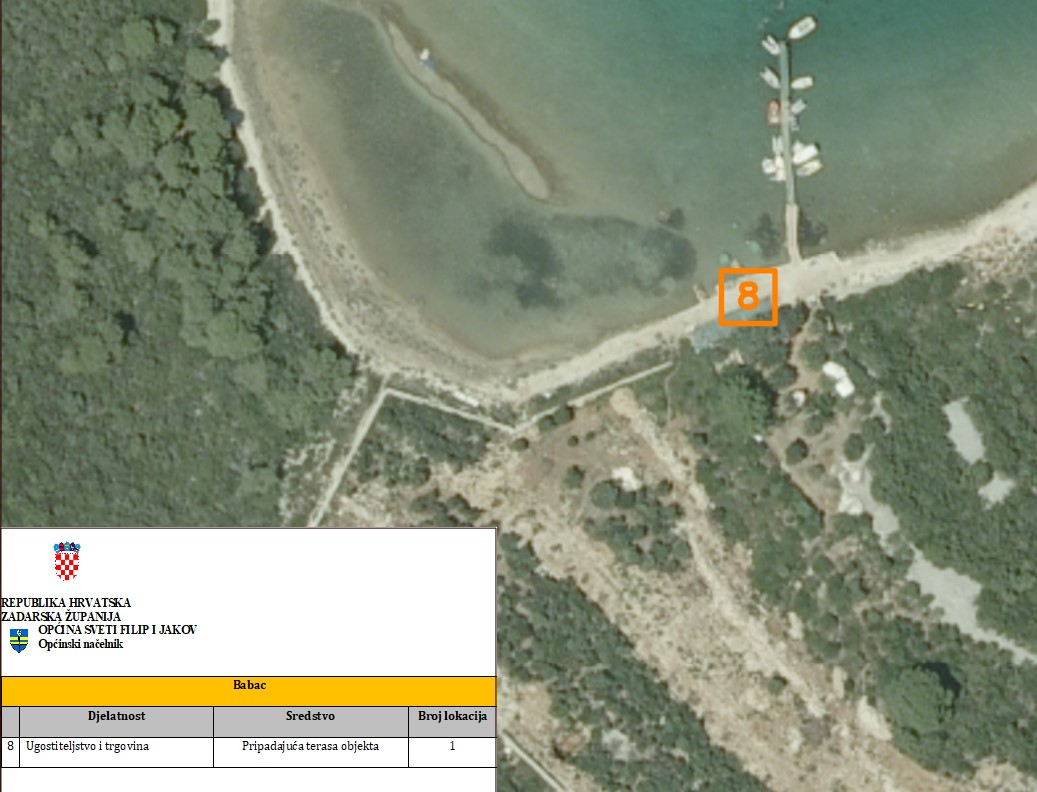 8
REPUBLIKA HRVATSKA
ZADARSKA ŽUPANIJA
OPĆINA SVETI FILIP I JAKOV
Općinski načelnik
Babac
Djelatnost Sredstvo Broj lokacija
8 Ugostiteljstvo i trgovina Pripadajuća terasa objekta 1